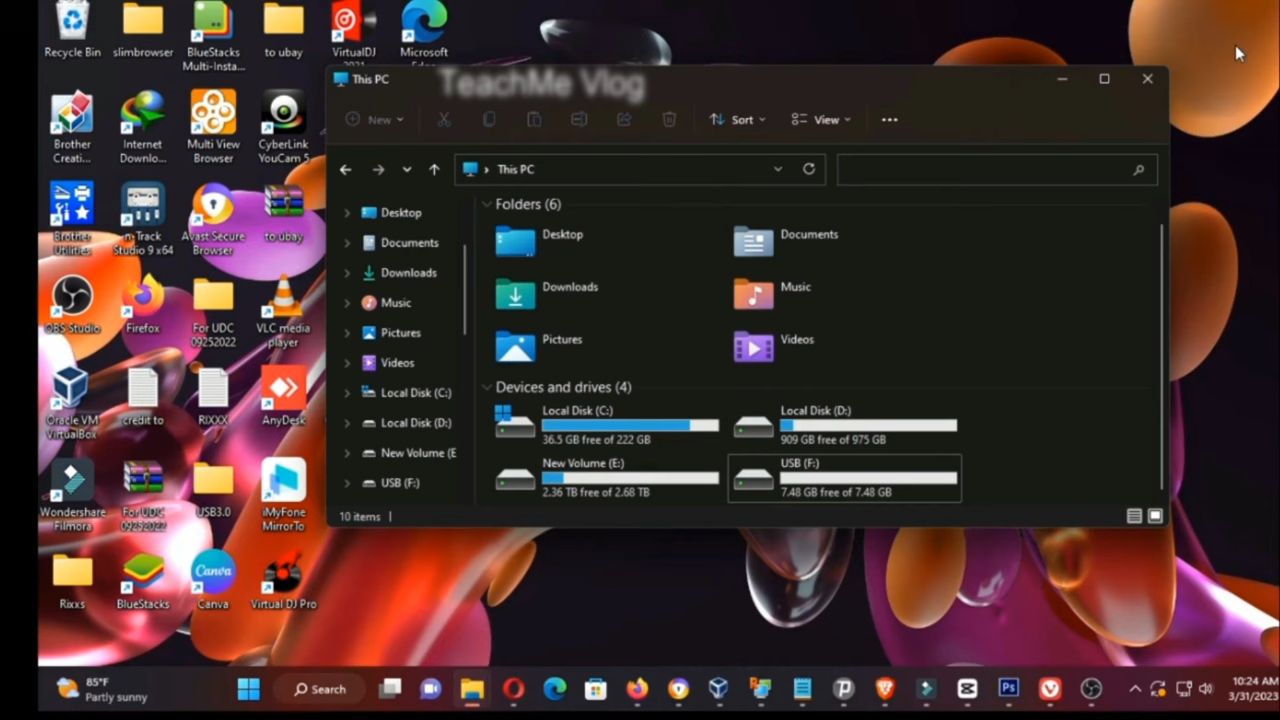 Recycle Bin
slimbrowser
BlueStacks
Multi-Insta...
to ubay
VirtualDJ
Microsoft
This PC
TeachMe Vlog
New
Sort
View
Brother
Creati...
Internet
Downlo...
Multi View
Browser
CyberLink
YouCam 5
This PC
Brother
Utilities
n-Track
Studio 9 x64
Avast Secure
Browser
to ubay
OBS Studio
Firefox
For UDC
09252022
VLC media
player
Oracle VM
VirtualBox
credit to
RIXXX
AnyDesk
Wondershare
Filmora
For UDC
USB3.0
iMyFone
MirrorTo
Rixxs
BlueStacks
Canva
Canva
Virtual DJ Pro
Desktop
Documents
Downloads
Music
Pictures
Videos
Local Disk (C:)
Local Disk (D:)
New Volume (E
USB (F:)
Folders (6)
Desktop
Documents
Downloads
Music
Pictures
Videos
Devices and drives (4)
Local Disk (C:)
36.5 GB free of 222 GB
Local Disk (D:)
909 GB free of 975 GB
New Volume (E:)
2.36 TB free of 2.68 TB
USB (F:)
7.48 GB free of 7.48 GB
10 items
85°F
Partly sunny
Search
Ps
10:24 AM
3/31/2023